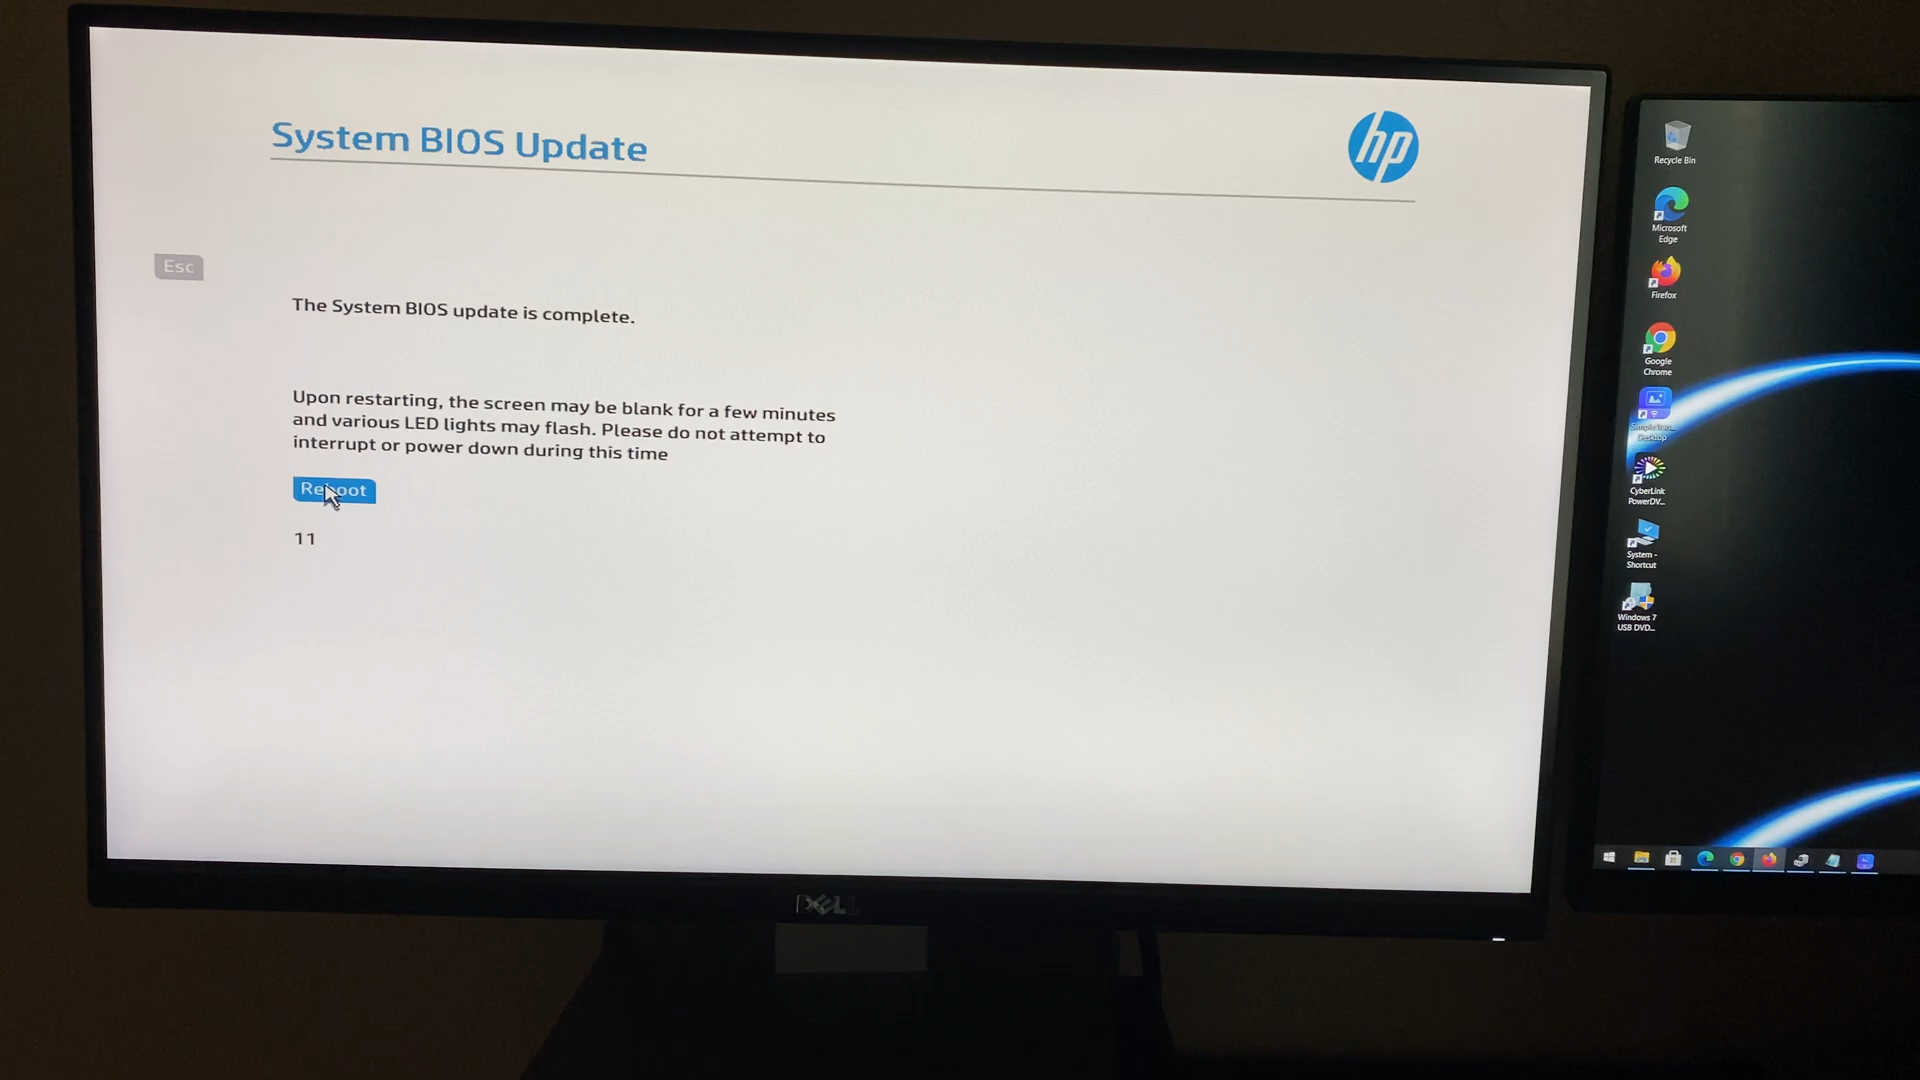 System BIOS Update
hp
Esc
The System BIOS update is complete.
Upon restarting, the screen may be blank for a few minutes
and various LED lights may flash. Please do not attempt to
interrupt or power down during this time
Reboot
11
DELL
Recycle Bin
Microsoft
Edge
Firefox
Google
Chrome
Desktop
CyberLink
PowerDV...
System -
Shortcut
Windows 7
USB DVD...